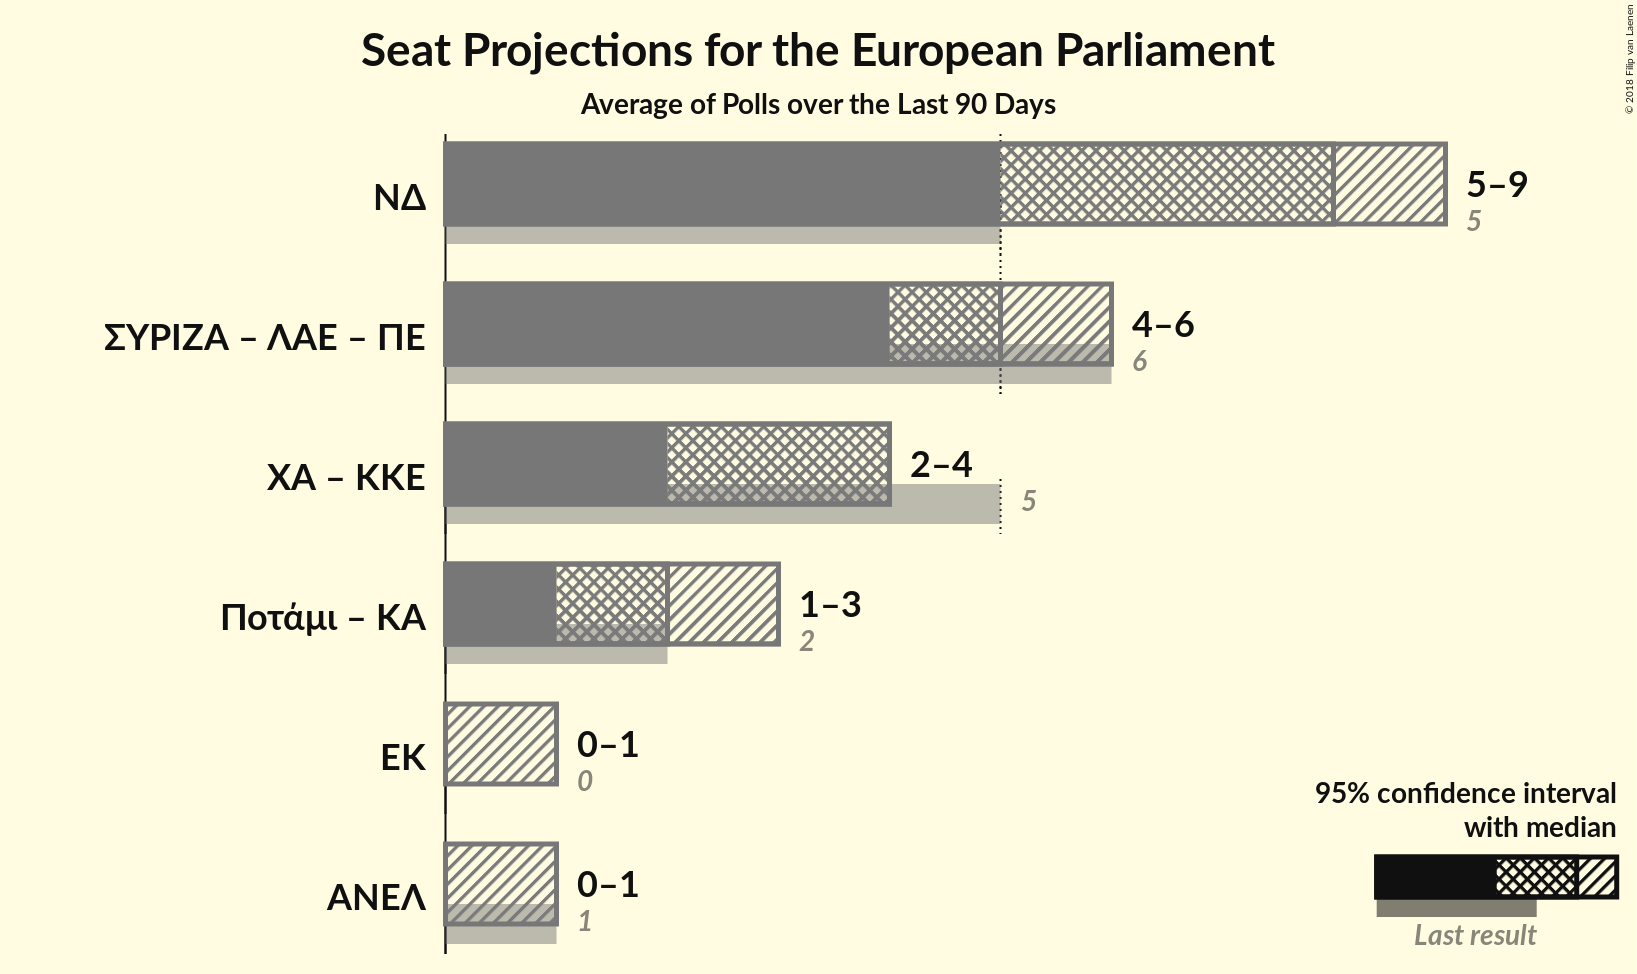 Seat Projections for the European Parliament
Average of Polls over the Last 90 Days
© 2018 Filip van Laenen
ΝΔ
5–9
5
ΣΥΡΙΖΑ – ΛΑΕ – ΠΕ
4–6
6
ΧΑ – ΚΚΕ
2–4
5
Ποτάμι – ΚΑ
1–3
2
ΕΚ
0–1
0
ΑΝΕΛ
0–1
1
95% confidence interval
with median
Last result